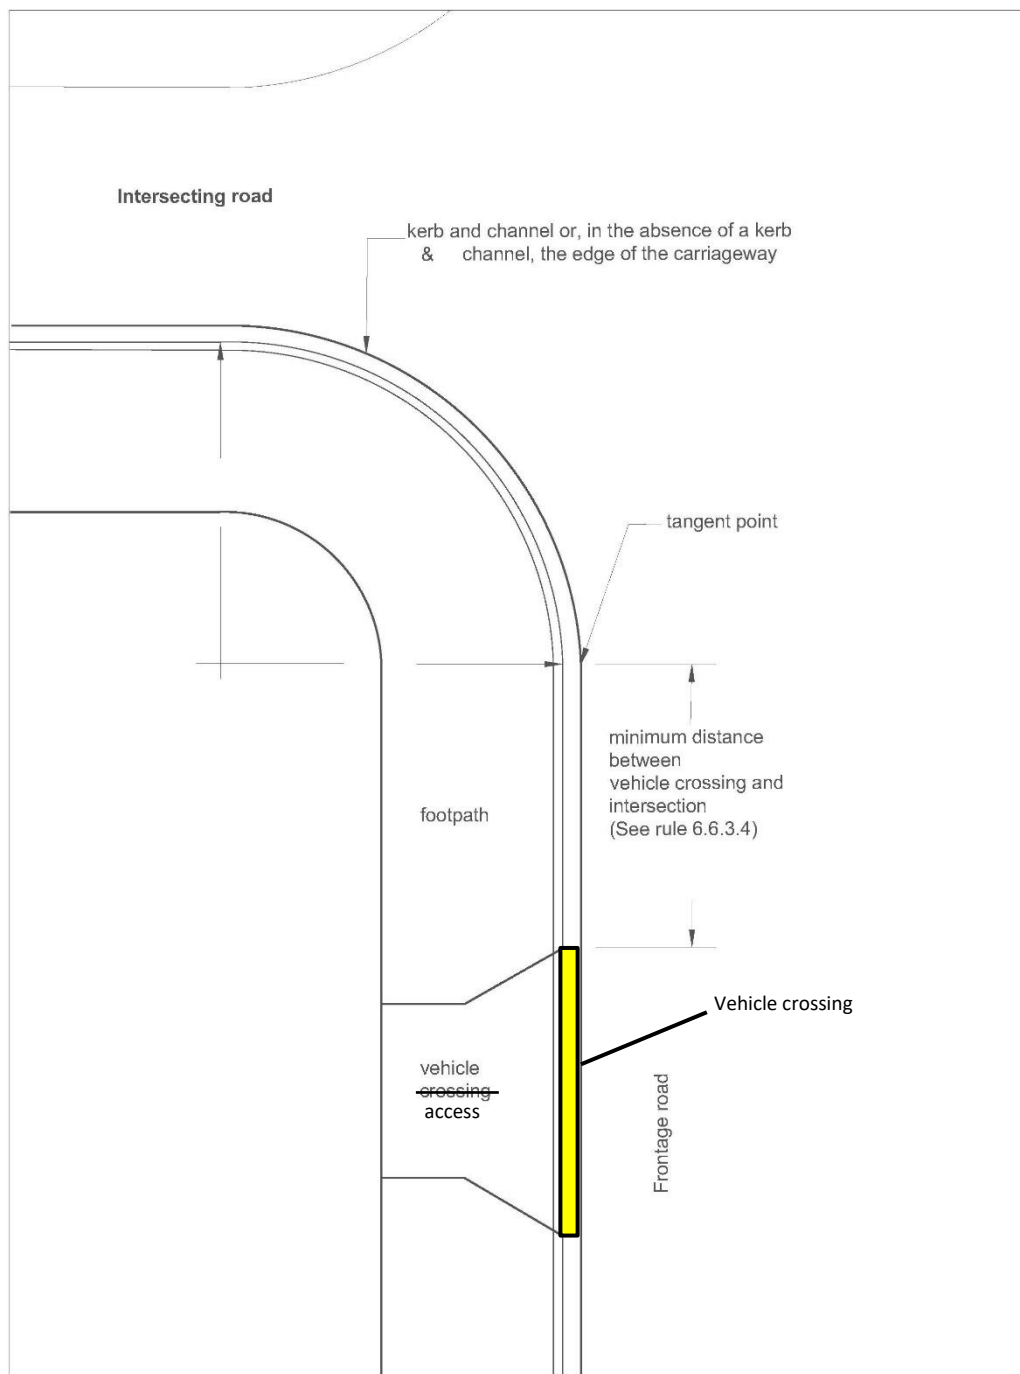 Intersecting road
kerb and channel or, in the absence of a kerb
& channel, the edge of the carriageway
tangent point
minimum distance
between
vehicle crossing and
intersection
(See rule 6.6.3.4)
footpath
Vehicle crossing
vehicle
crossing
access
Frontage road